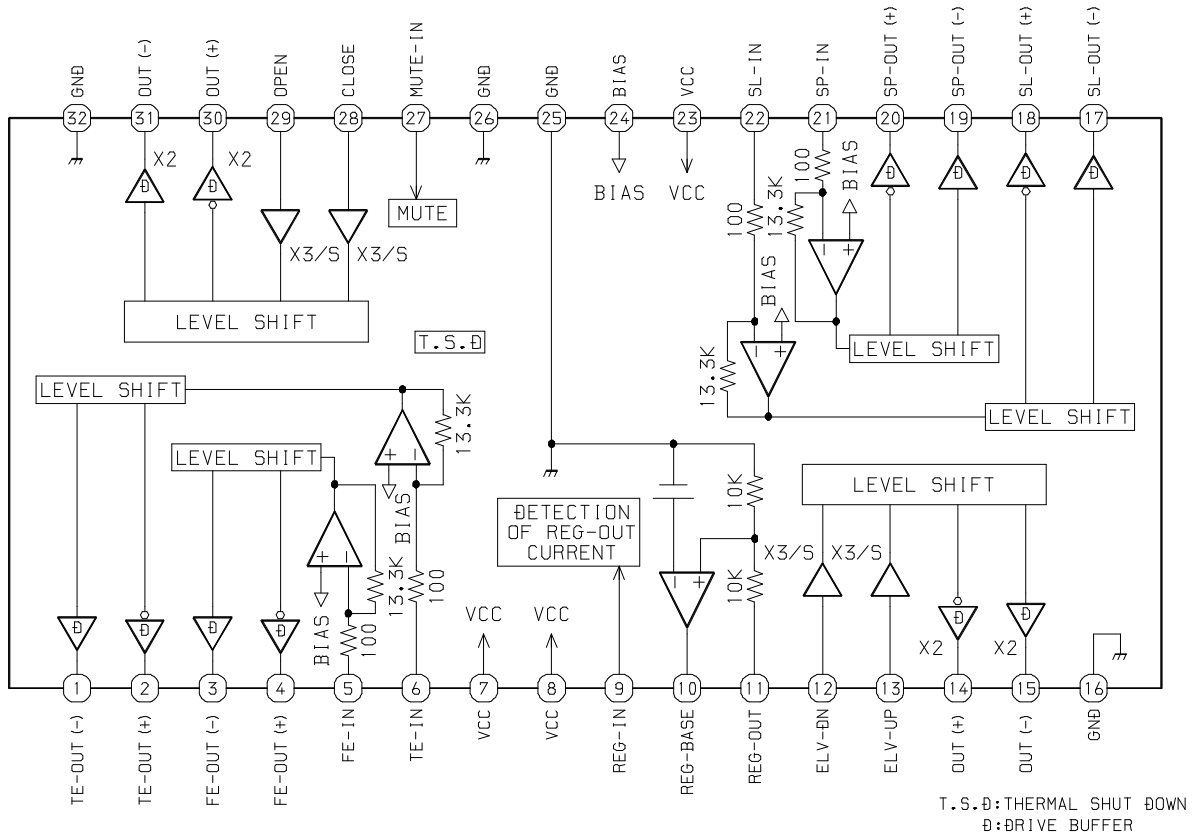 GND
OUT (-)
OUT (+)
OPEN
CLOSE
MUTE-IN
GND
GND
BIAS
VCC
SL-IN
SP-IN
SP-OUT (+)
SP-OUT (-)
SL-OUT (+)
SL-OUT (-)
32
31
30
29
28
27
26
25
24
23
22
21
20
19
18
17
X2
X2
D
D
MUTE
X3/S
X3/S
LEVEL SHIFT
BIAS
VCC
100
13.3K
100
BIAS
D
D
D
D
- +
BIAS
LEVEL SHIFT
13.3K
- +
LEVEL SHIFT
T.S.D
LEVEL SHIFT
13.3K
+ -
BIAS
LEVEL SHIFT
+ -
BIAS
13.3K
100
100
DETECTION
OF REG-OUT
CURRENT
10K
10K
- +
LEVEL SHIFT
X3/S
X3/S
D
D
D
D
VCC
VCC
D
D
X2
X2
1
2
3
4
5
6
7
8
9
10
11
12
13
14
15
16
TE-OUT (-)
TE-OUT (+)
FE-OUT (-)
FE-OUT (+)
FE-IN
TE-IN
VCC
VCC
REG-IN
REG-BASE
REG-OUT
ELV-DN
ELV-UP
OUT (+)
OUT (-)
GND
T.S.D:THERMAL SHUT DOWN
D:DRIVE BUFFER